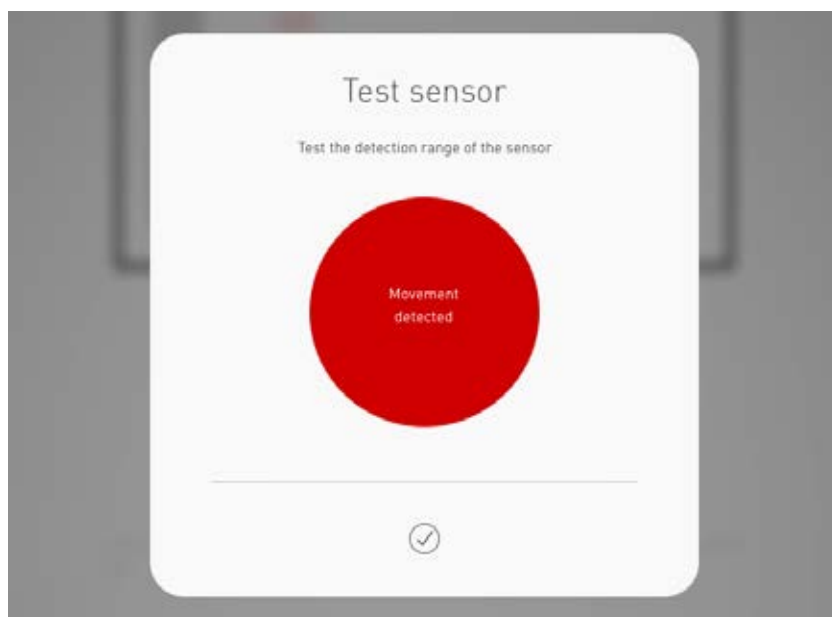 Test sensor
Test the detection range of the sensor
Movement
detected